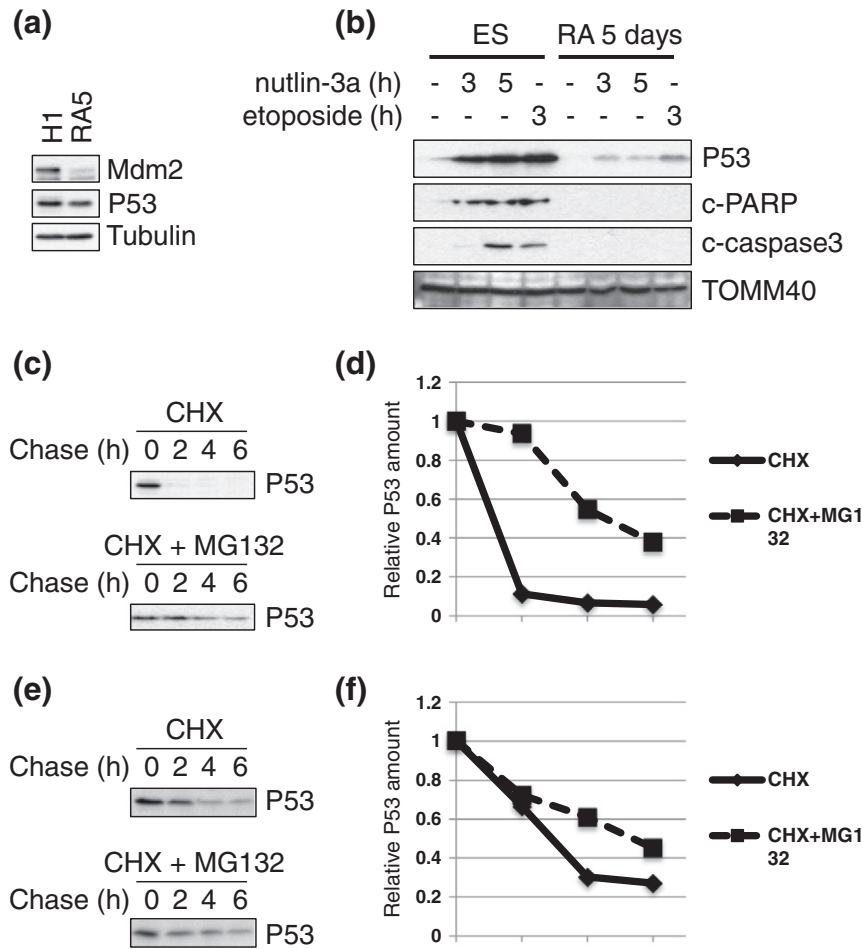 (a)
H1 RA5
Mdm2
P53
Tubulin
(b)
ES RA 5 days
nutlin-3a (h) - 3 5 - - 3 5 -
etoposide (h) - - - 3 - - - 3
P53
c-PARP
c-caspase3
TOMM40
(c)
CHX
Chase (h) 0 2 4 6
P53
CHX + MG132
Chase (h) 0 2 4 6
P53
(d)
Relative P53 amount
1.2
1
0.8
0.6
0.4
0.2
0
CHX
CHX+MG1
32
(e)
CHX
Chase (h) 0 2 4 6
P53
CHX + MG132
Chase (h) 0 2 4 6
P53
(f)
Relative P53 amount
1.2
1
0.8
0.6
0.4
0.2
0
CHX
CHX+MG1
32